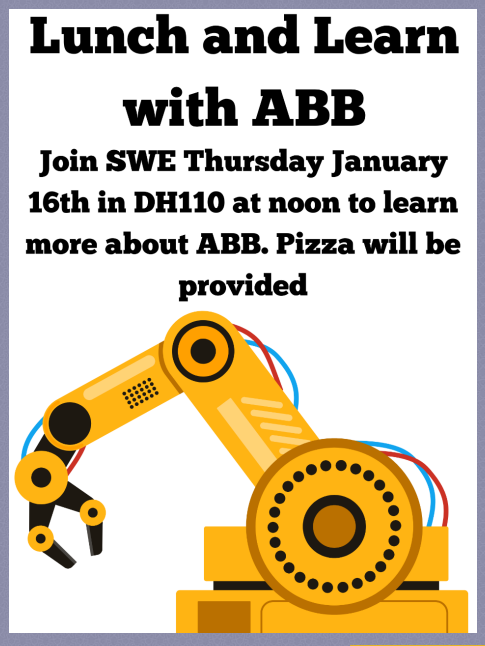 Lunch and Learn
with ABB
Join SWE Thursday January
16th in DH110 at noon to learn
more about ABB. Pizza will be
provided